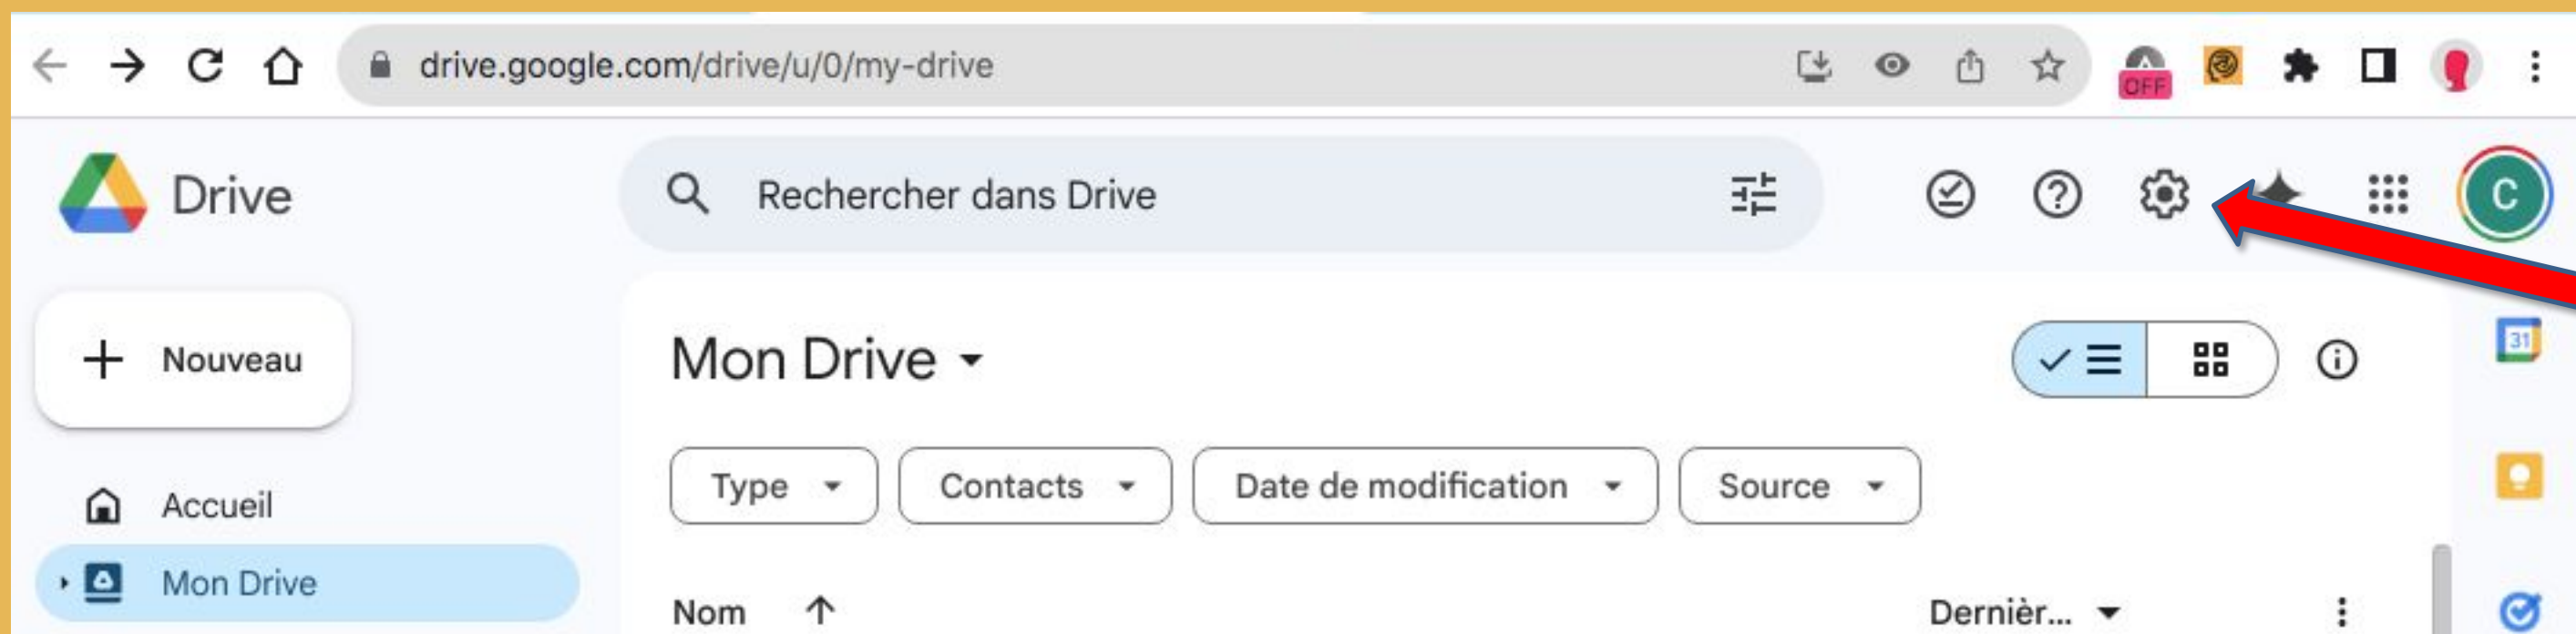 drive.google.com/drive/u/0/my-drive
OFF
Drive
Rechercher dans Drive
C
Nouveau
Mon Drive
31
Type
Contacts
Date de modification
Source
Accueil
Mon Drive
Nom
Dernièr...